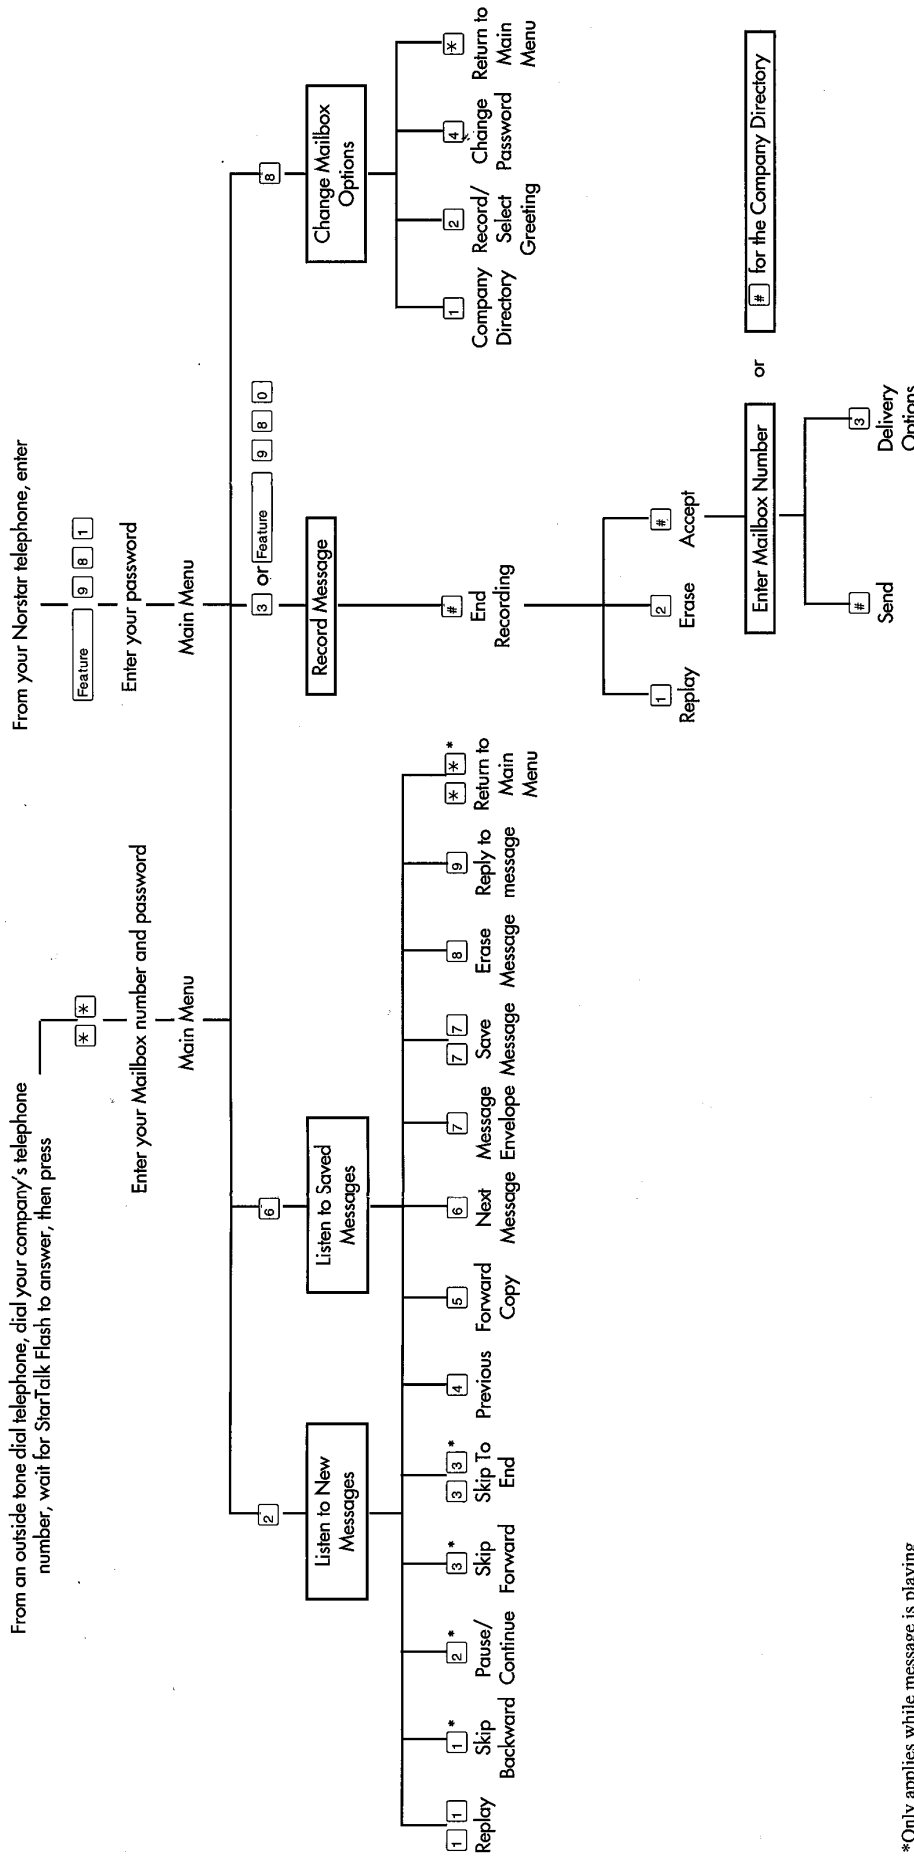 From an outside tone dial telephone, dial your company's telephone
number, wait for StarTalk Flash to answer, then press
* *
Enter your Mailbox number and password
Main Menu
From your Norstar telephone, enter
Feature 9 8 1
Enter your password
Main Menu
2
Listen to New
Messages
6
Listen to Saved
Messages
3 or Feature 9 8 0
Record Message
8
Change Mailbox
Options
1 1
Replay
1 *
Skip
Backward
2 *
Pause/
Continue
3 *
Skip
Forward
3 3 *
Skip To
End
4
Previous
5
Forward
Copy
6
Next
Message
7
Message
Envelope
7 7
Save
Message
8
Erase
Message
9
Reply to
message
* * *
Return to
Main
Menu
#
End
Recording
1
Replay
2
Erase
#
Accept
Enter Mailbox Number or # for the Company Directory
#
Send
3
Delivery
Options
1
Company
Directory
2
Record/
Select
Greeting
4
Change
Password
*
Return to
Main
Menu
*Only applies while message is playing